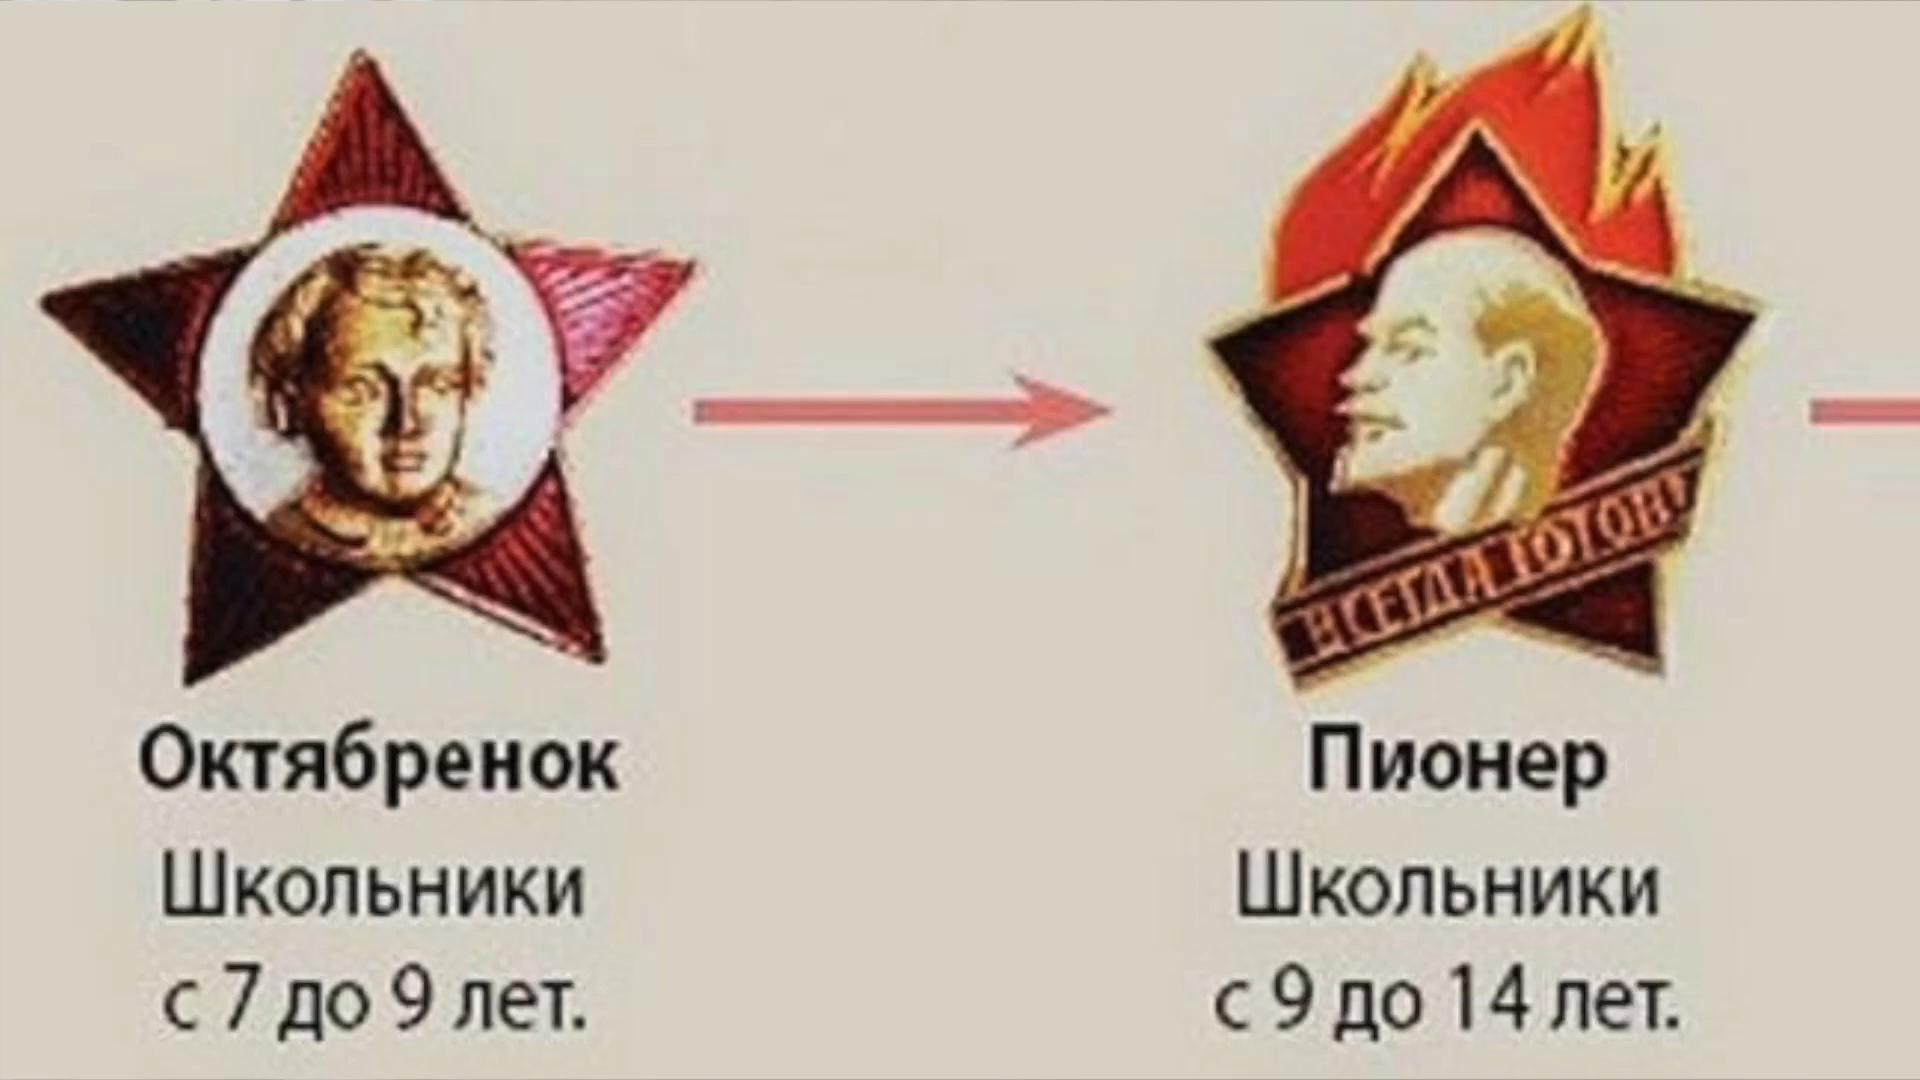 ВСЕГДА ГОТОВ!
Октябренок
Школьники
с 7 до 9 лет.
Пионер
Школьники
с 9 до 14 лет.